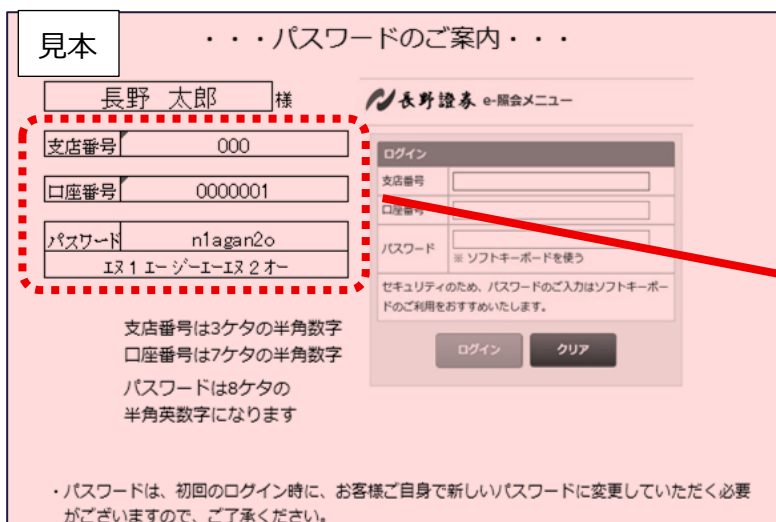 見本
・・・パスワードのご案内・・・
長野 太郎 様
支店番号 000
口座番号 0000001
パスワード n1agan2o
エヌ1エージーエーエヌ2オー
支店番号は3ケタの半角数字
口座番号は7ケタの半角数字
パスワードは8ケタの
半角英数字になります
長野證券 e-照会メニュー
ログイン
支店番号
口座番号
パスワード
※ ソフトキーボードを使う
セキュリティのため、パスワードのご入力はソフトキーボー
ドのご利用をおすすめいたします。
ログイン クリア
・パスワードは、初回のログイン時に、お客様ご自身で新しいパスワードに変更していただく必要
がございますので、ご了承ください。